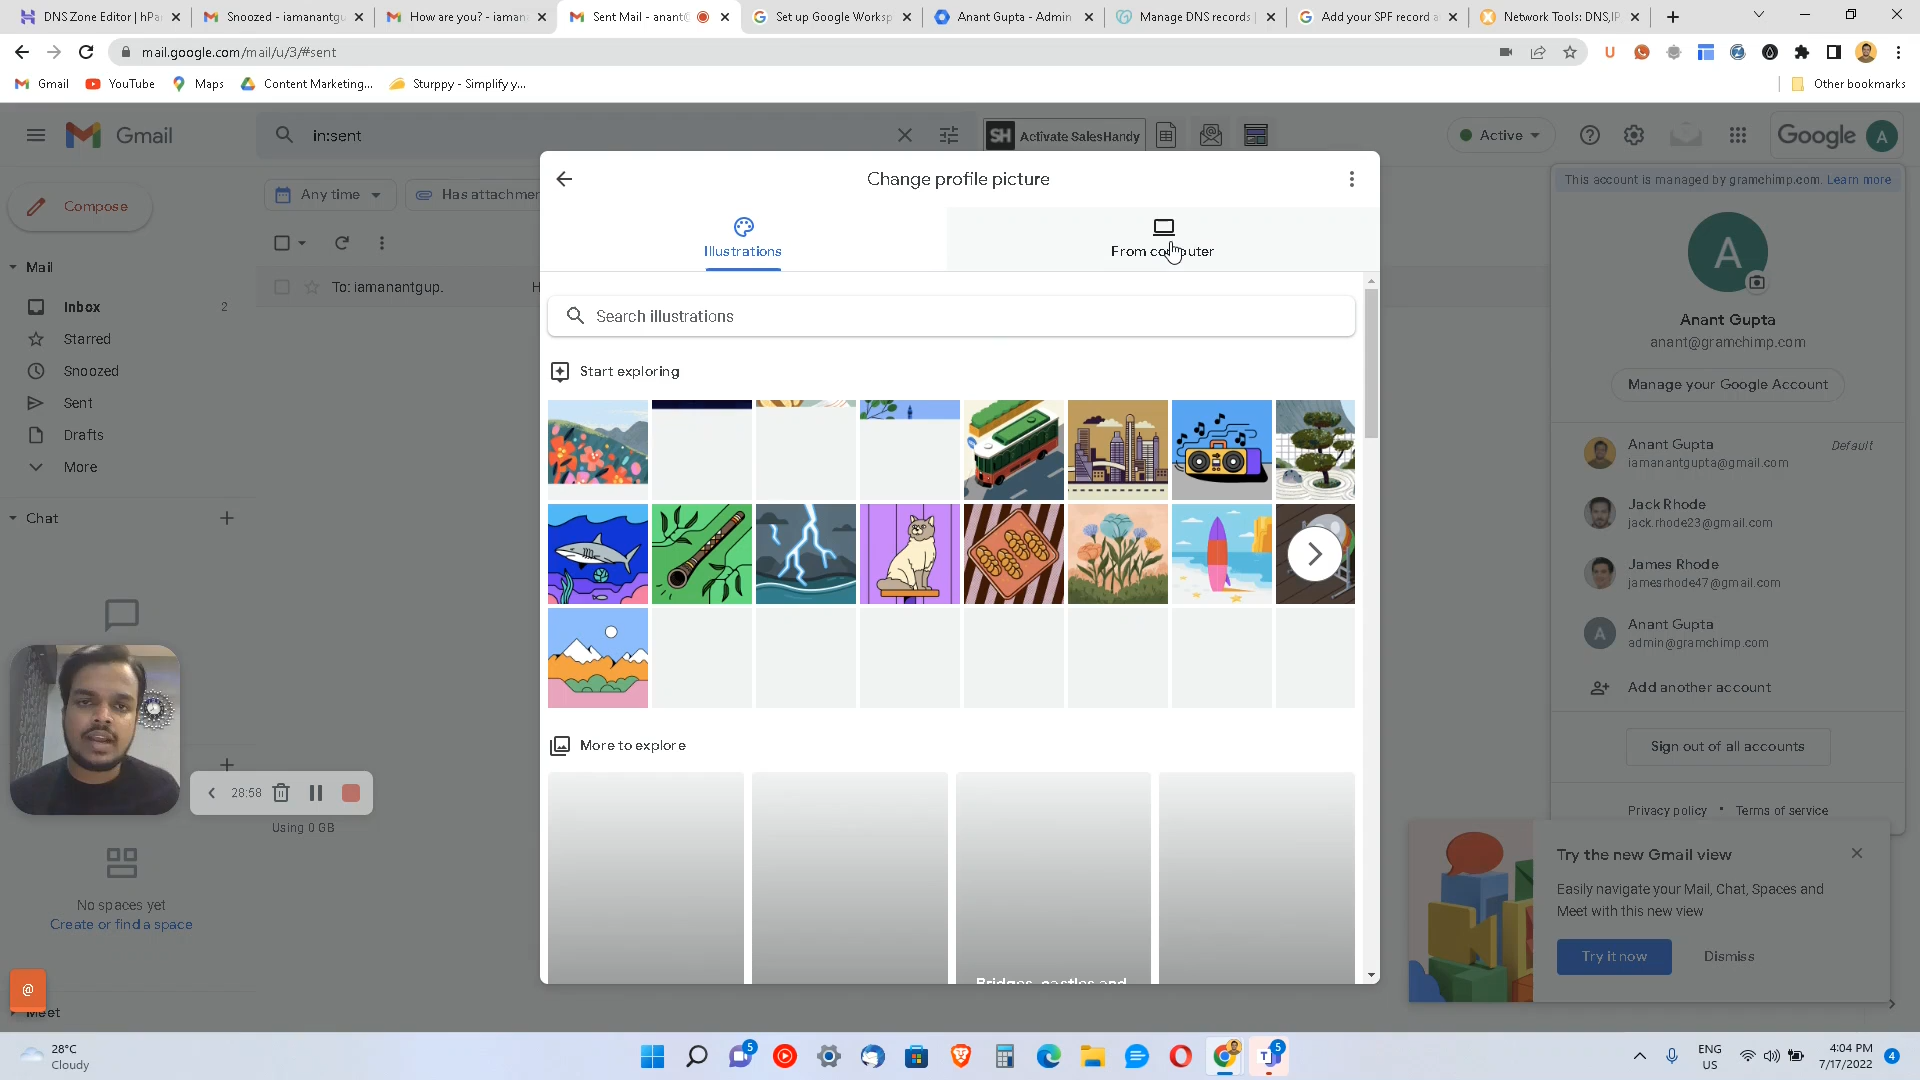 DNS Zone Editor | hPa
Snoozed - iamanantgu
How are you? - iaman
Sent Mail - anant@
Set up Google Worksp
Anant Gupta - Admin
Manage DNS records |
Add your SPF record a
Network Tools: DNS,IP
mail.google.com/mail/u/3/#sent
Gmail
YouTube
Maps
Content Marketing...
Sturppy - Simplify y...
Other bookmarks
Gmail
in:sent
SH Activate SalesHandy
Active
Google
A
Compose
Any time
Has attachmen
Mail
Inbox 2
Starred
Snoozed
Sent
Drafts
More
To: iamanantgup.
H
Chat
No spaces yet
Create or find a space
Meet
28:58
Using 0 GB
@
Change profile picture
Illustrations
From computer
Search illustrations
Start exploring
More to explore
Bridges, castles and
This account is managed by gramchimp.com. Learn more
A
Anant Gupta
anant@gramchimp.com
Manage your Google Account
Anant Gupta Default
iamanantgupta@gmail.com
Jack Rhode
jack.rhode23@gmail.com
James Rhode
jamesrhode47@gmail.com
A
Anant Gupta
admin@gramchimp.com
Add another account
Sign out of all accounts
Privacy policy • Terms of service
Try the new Gmail view
Easily navigate your Mail, Chat, Spaces and
Meet with this new view
Try it now
Dismiss
28°C
Cloudy
5
T
5
ENG
US
4:04 PM
7/17/2022
4